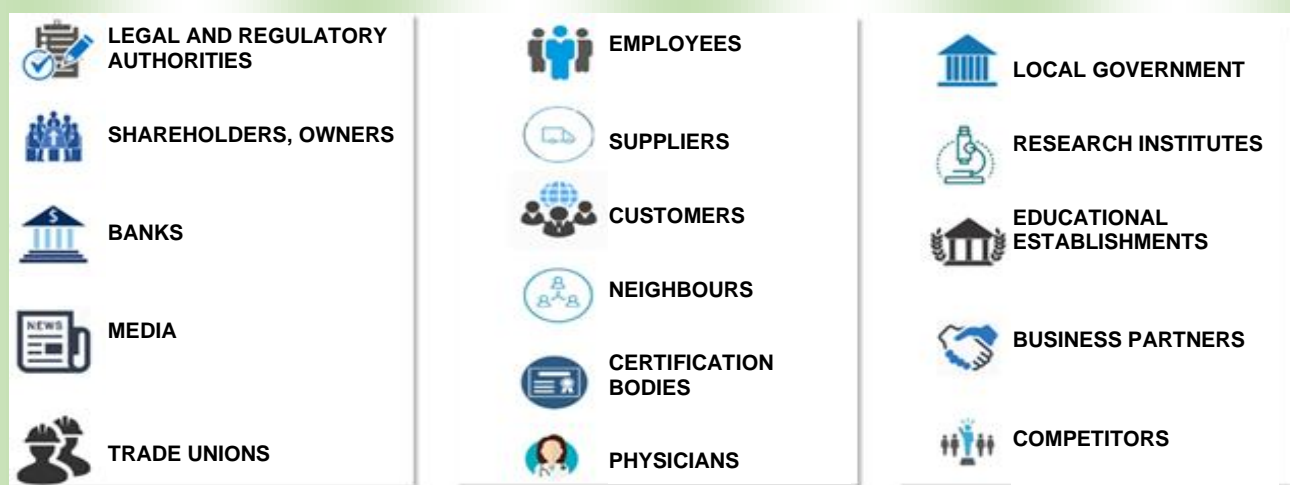 LEGAL AND REGULATORY
AUTHORITIES
SHAREHOLDERS, OWNERS
$
BANKS
NEWS
MEDIA
TRADE UNIONS
EMPLOYEES
SUPPLIERS
CUSTOMERS
NEIGHBOURS
CERTIFICATION
BODIES
PHYSICIANS
LOCAL GOVERNMENT
RESEARCH INSTITUTES
EDUCATIONAL
ESTABLISHMENTS
BUSINESS PARTNERS
COMPETITORS